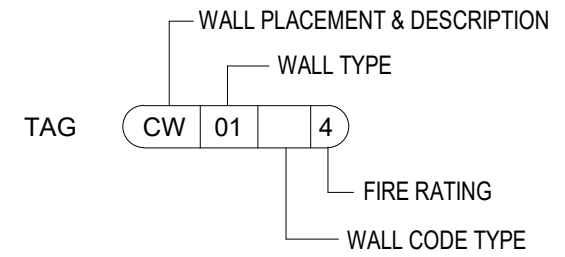 WALL PLACEMENT & DESCRIPTION
WALL TYPE
TAG CW 01 4
FIRE RATING
WALL CODE TYPE